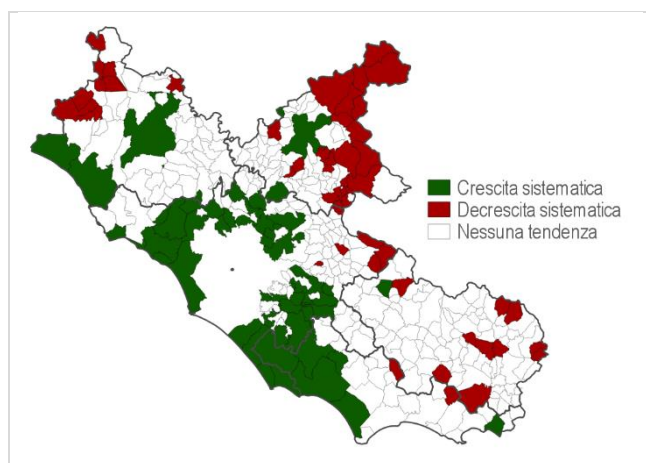 Crescita sistematica
Decrescita sistematica
Nessuna tendenza